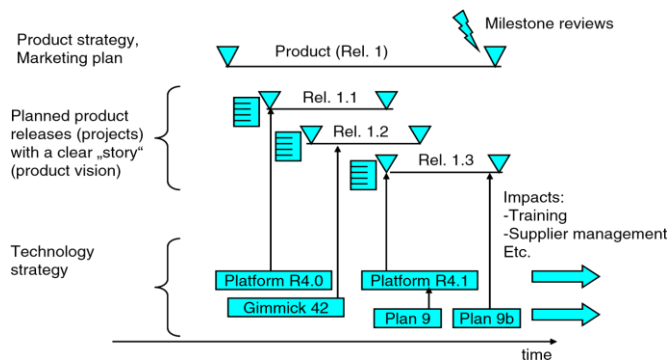 Milestone reviews
Product strategy,
Marketing plan
Product (Rel. 1)
Planned product
releases (projects)
with a clear „story“
(product vision)
Rel. 1.1
Rel. 1.2
Rel. 1.3
Impacts:
-Training
-Supplier management
Etc.
Technology
strategy
Platform R4.0
Platform R4.1
Gimmick 42
Plan 9
Plan 9b
time